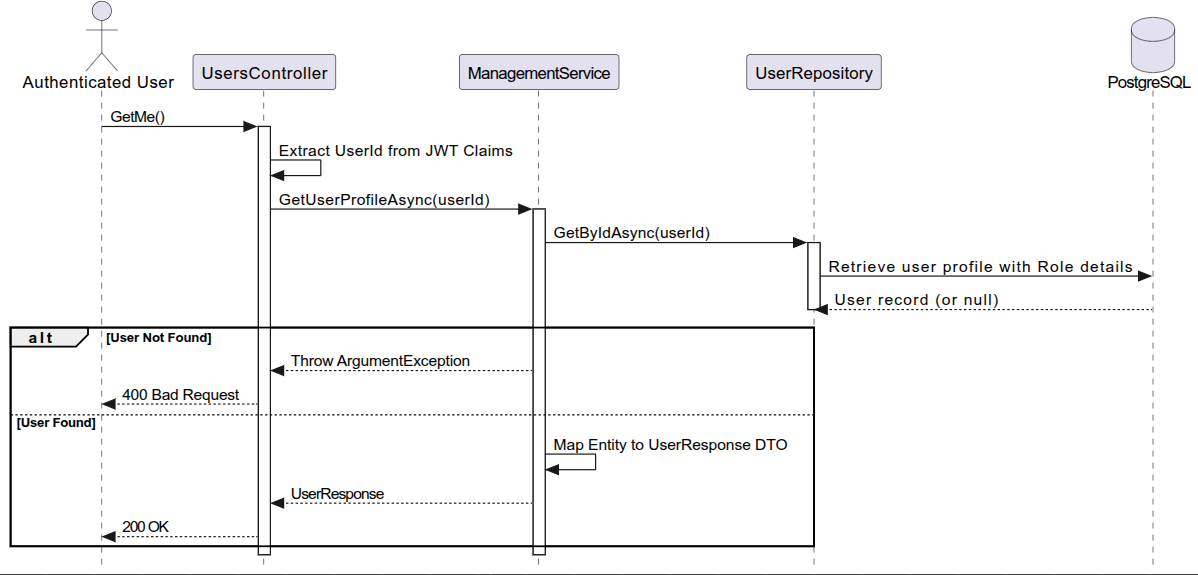 Authenticated User
UsersController
ManagementService
UserRepository
PostgreSQL
GetMe()
Extract UserId from JWT Claims
GetUserProfileAsync(userId)
GetByIdAsync(userId)
Retrieve user profile with Role details
User record (or null)
alt
[User Not Found]
Throw ArgumentException
400 Bad Request
[User Found]
Map Entity to UserResponse DTO
UserResponse
200 OK